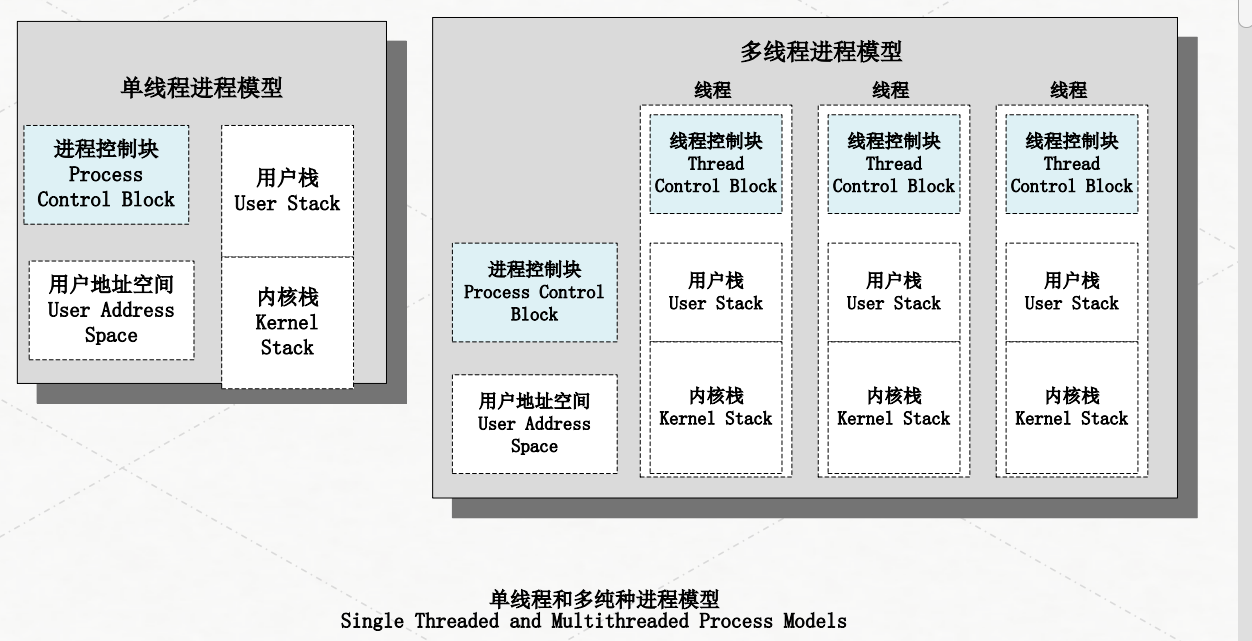 单线程进程模型
进程控制块
Process
Control Block
用户栈
User Stack
用户地址空间
User Address
Space
内核栈
Kernel
Stack
多线程进程模型
进程控制块
Process Control
Block
用户地址空间
User Address
Space
线程
线程控制块
Thread
Control Block
用户栈
User Stack
内核栈
Kernel Stack
线程
线程控制块
Thread
Control Block
用户栈
User Stack
内核栈
Kernel Stack
线程
线程控制块
Thread
Control Block
用户栈
User Stack
内核栈
Kernel Stack
单线程和多纯种进程模型
Single Threaded and Multithreaded Process Models